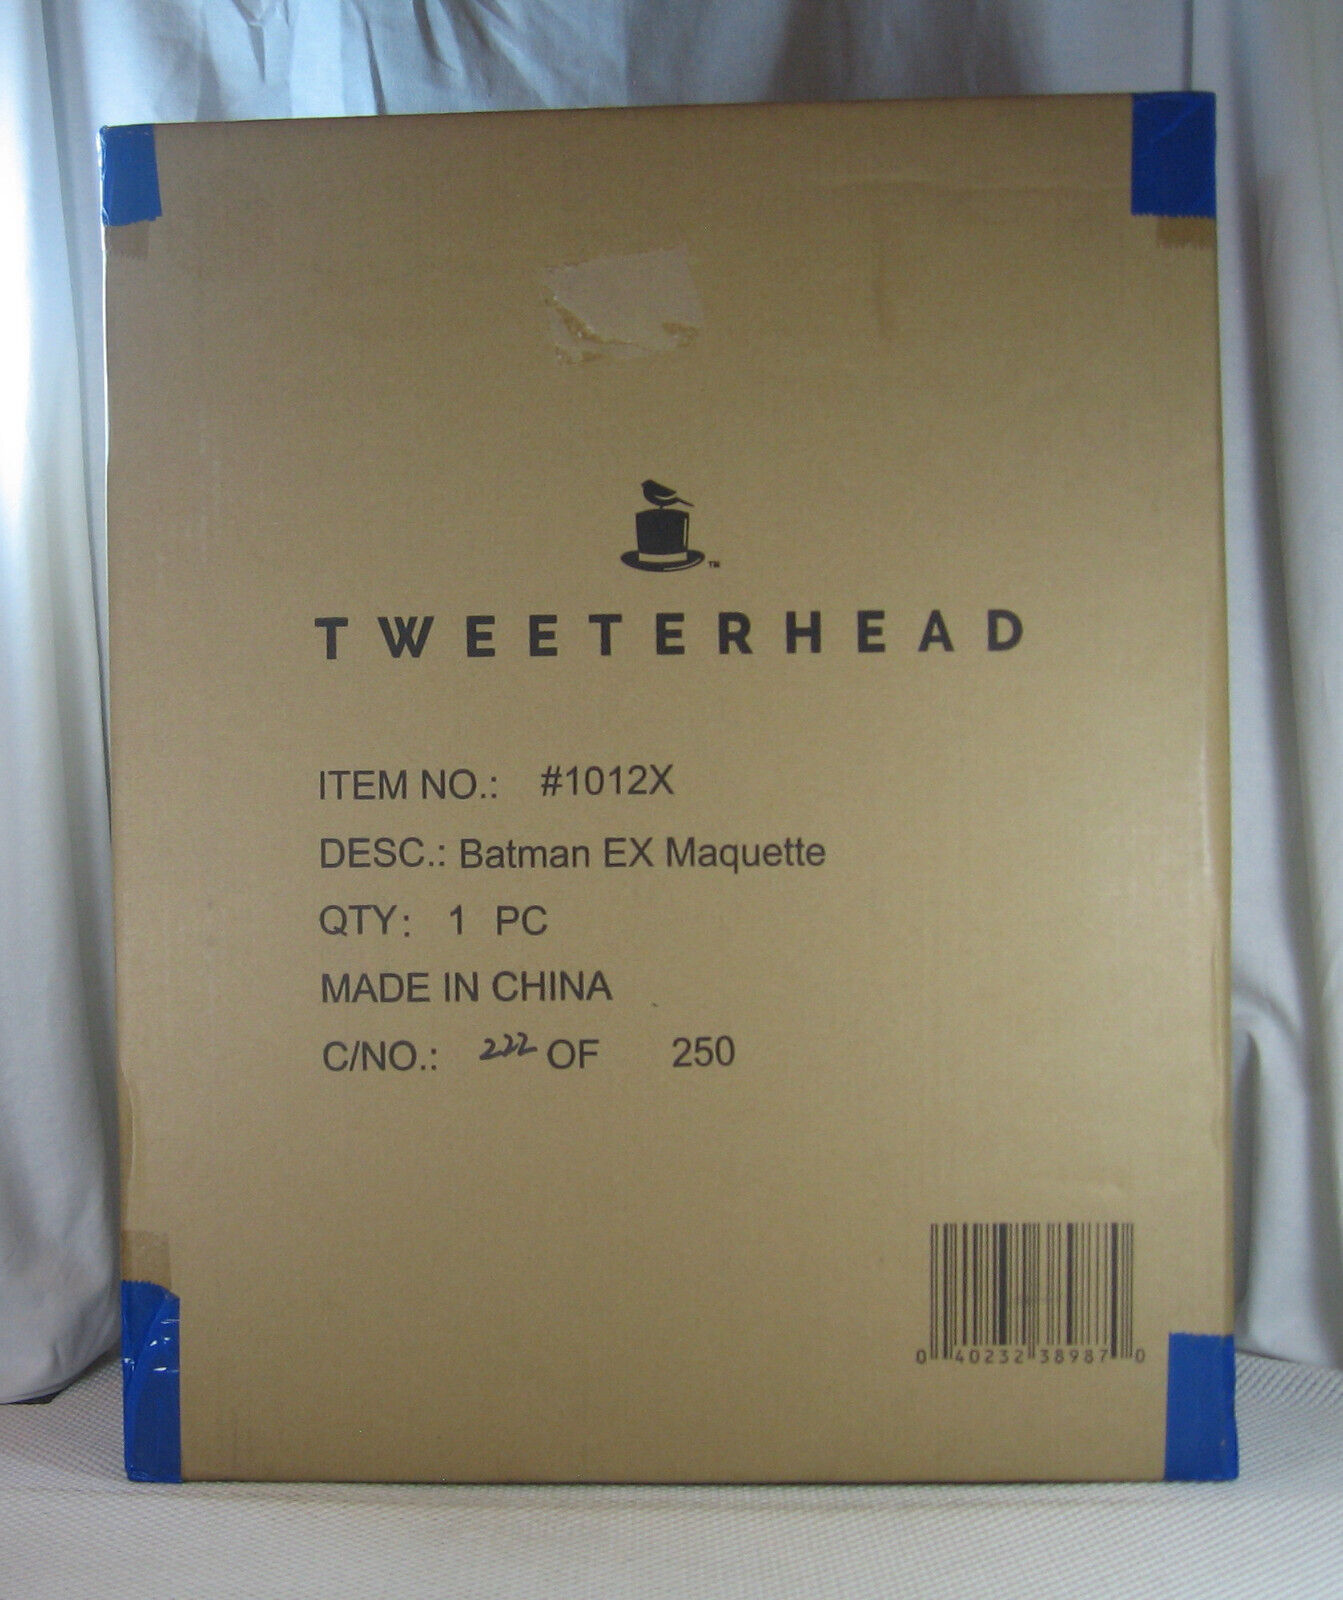 TM
TWEETERHEAD
ITEM NO.: #1012X
DESC.: Batman EX Maquette
QTY: 1 PC
MADE IN CHINA
C/NO.: 222 OF 250
0 40232 38987 0